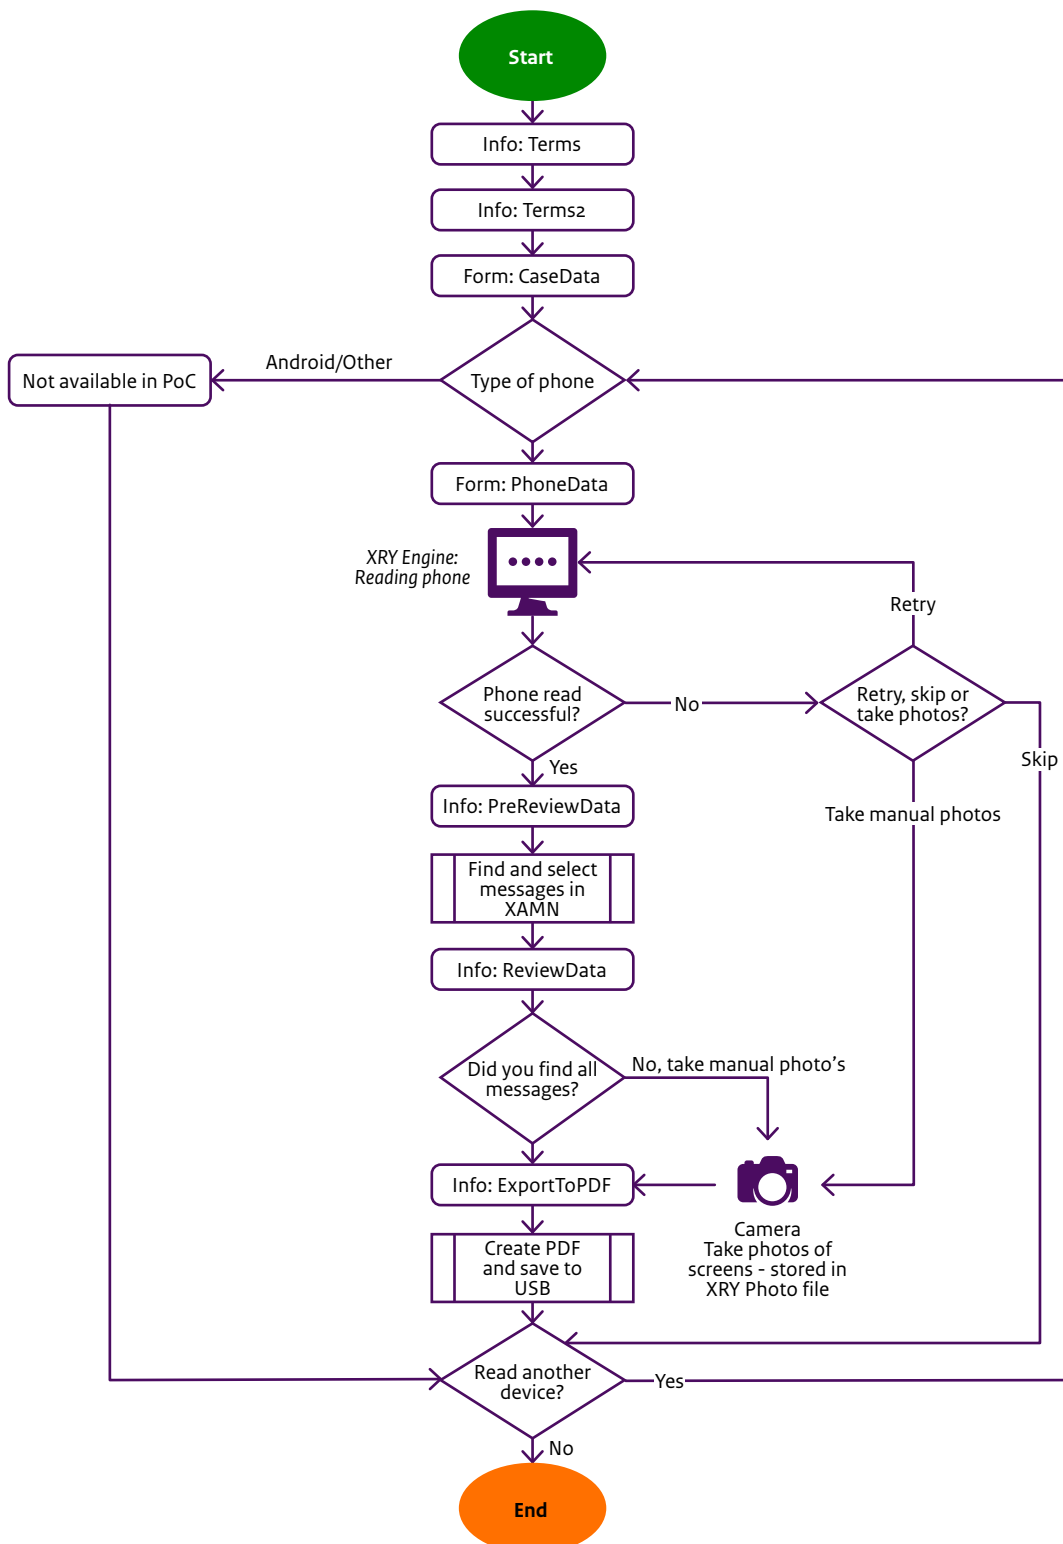 Start
Info: Terms
Info: Terms2
Form: CaseData
Android/Other
Not available in PoC
Type of phone
Form: PhoneData
XRY Engine:
Reading phone
Retry
Phone read
successful?
No
Retry, skip or
take photos?
Skip
Yes
Info: PreReviewData
Take manual photos
Find and select
messages in
XAMN
Info: ReviewData
Did you find all
messages?
No, take manual photo's
Info: ExportToPDF
Camera
Take photos of
screens - stored in
XRY Photo file
Create PDF
and save to
USB
Read another
device?
Yes
No
End